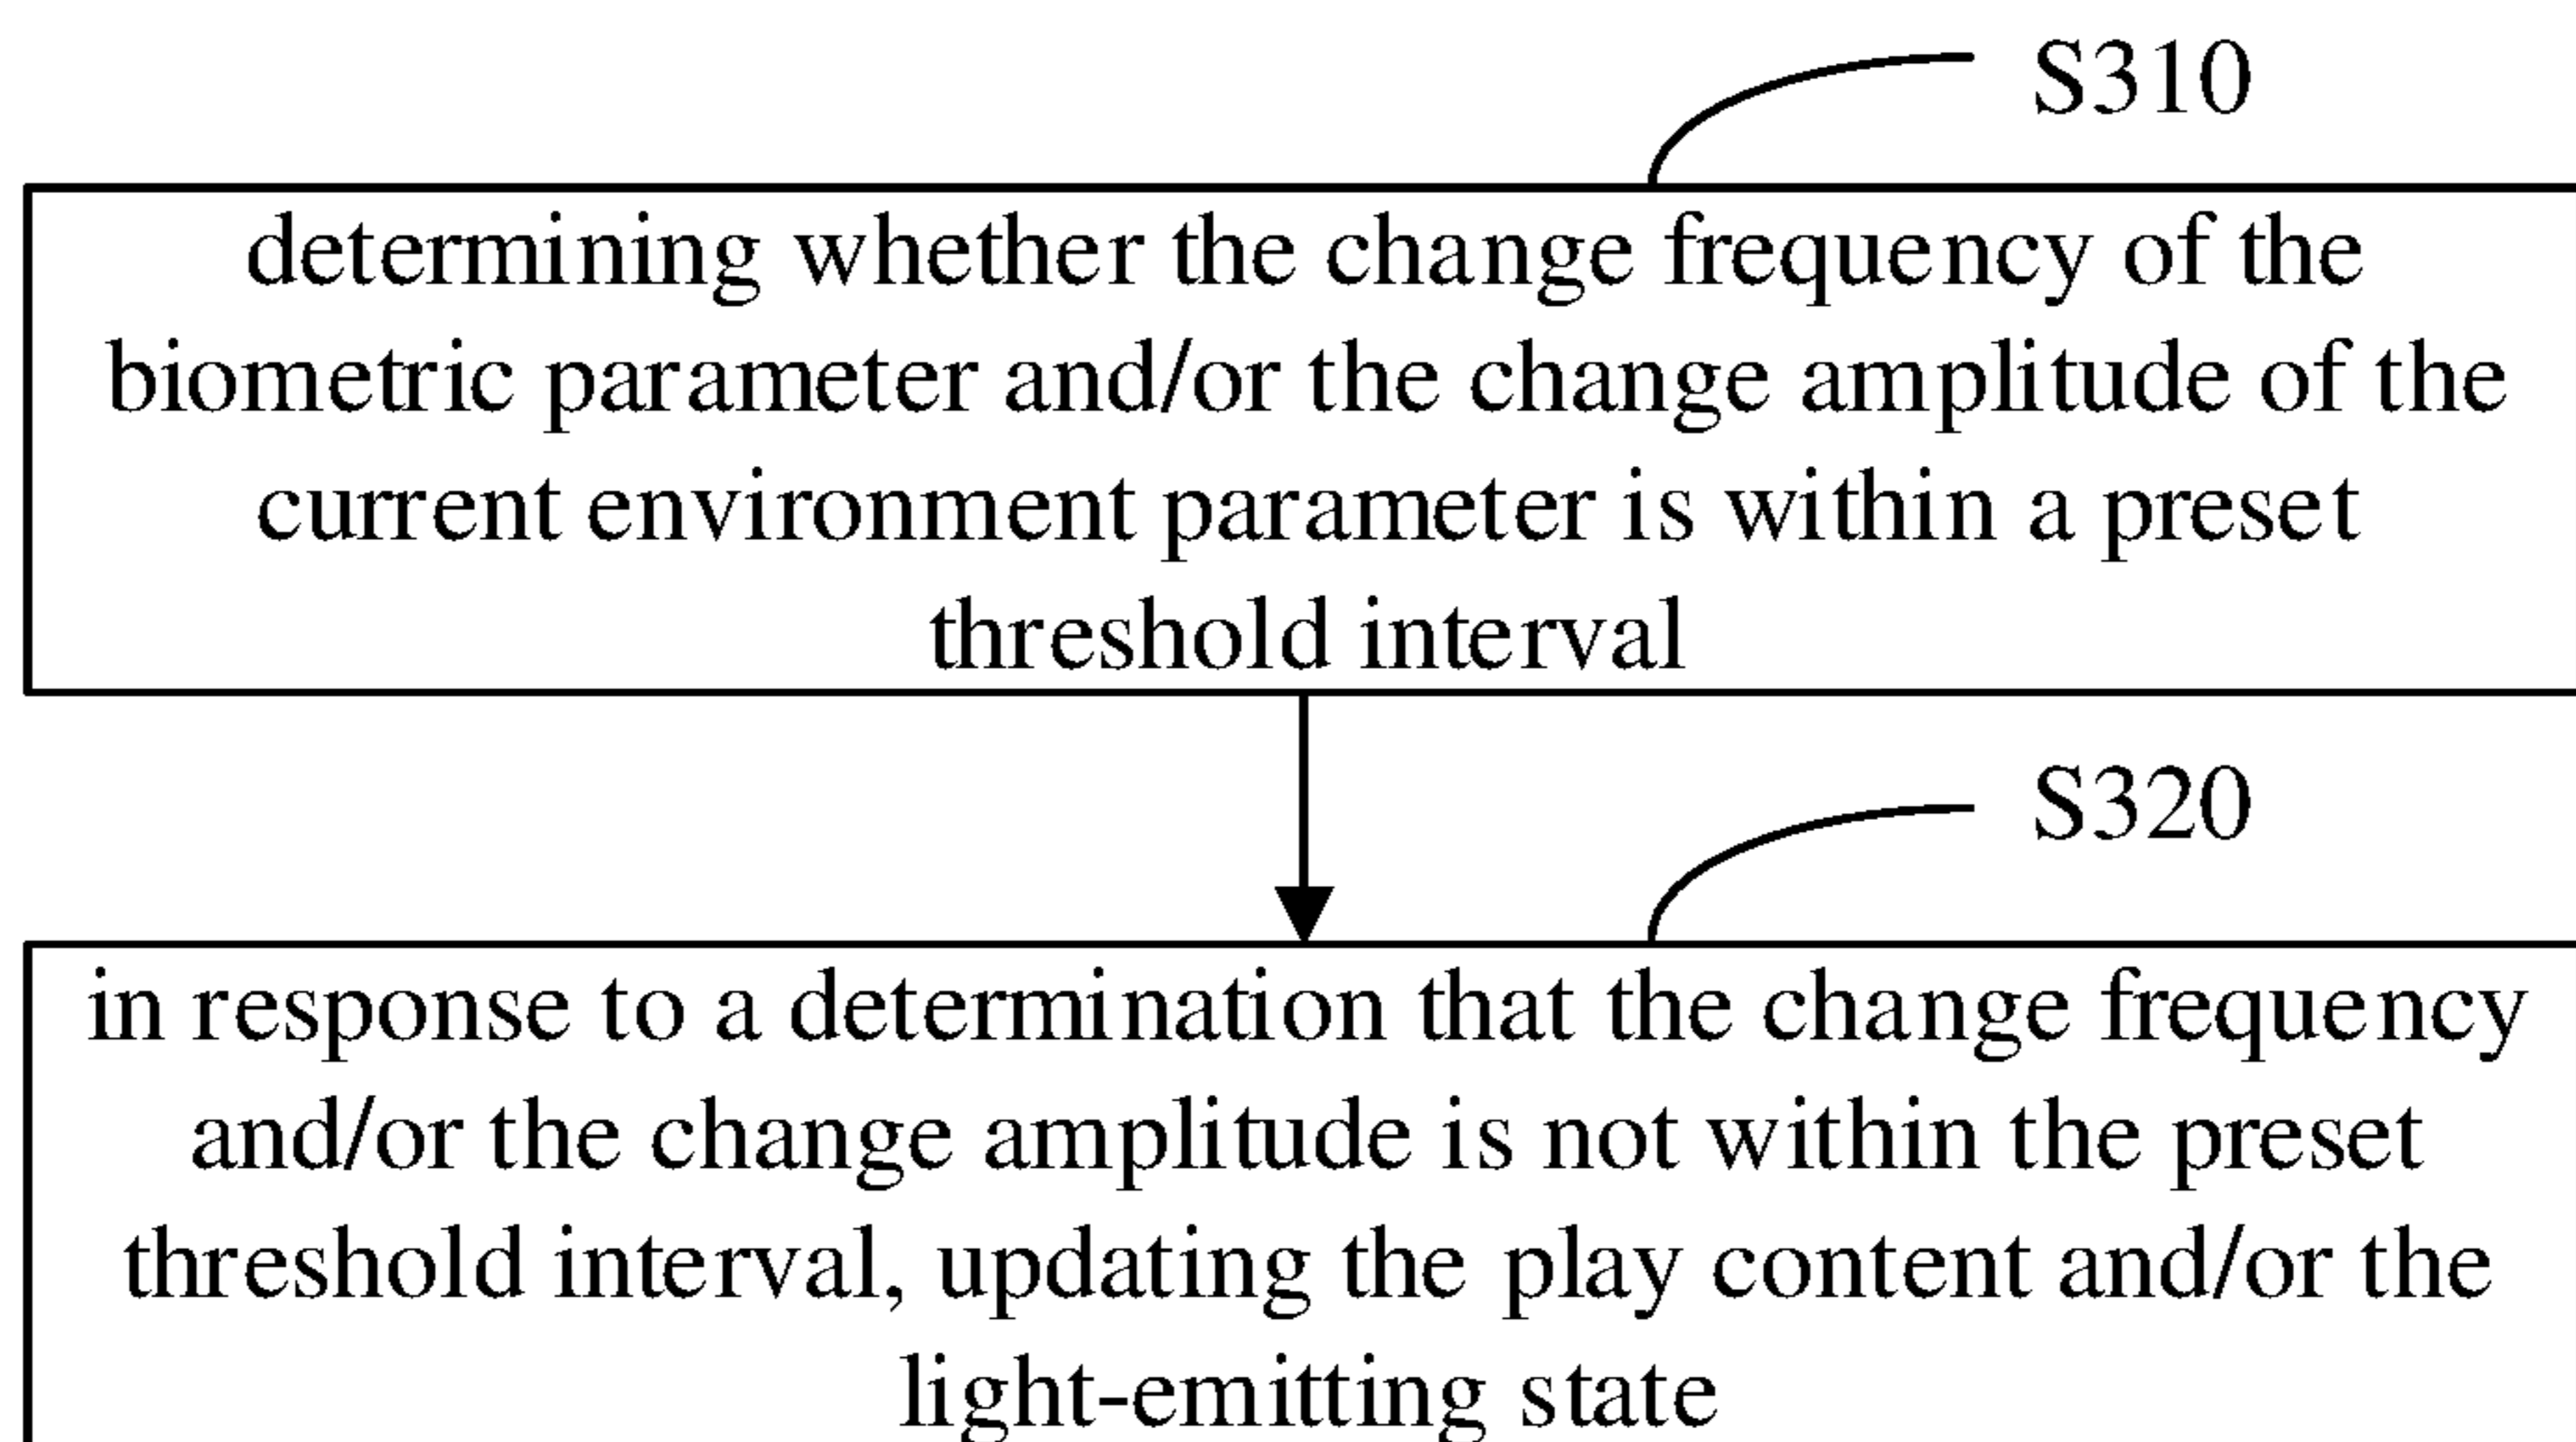 S310
determining whether the change frequency of the
biometric parameter and/or the change amplitude of the
current environment parameter is within a preset
threshold interval
S320
in response to a determination that the change frequency
and/or the change amplitude is not within the preset
threshold interval, updating the play content and/or the
light-emitting state